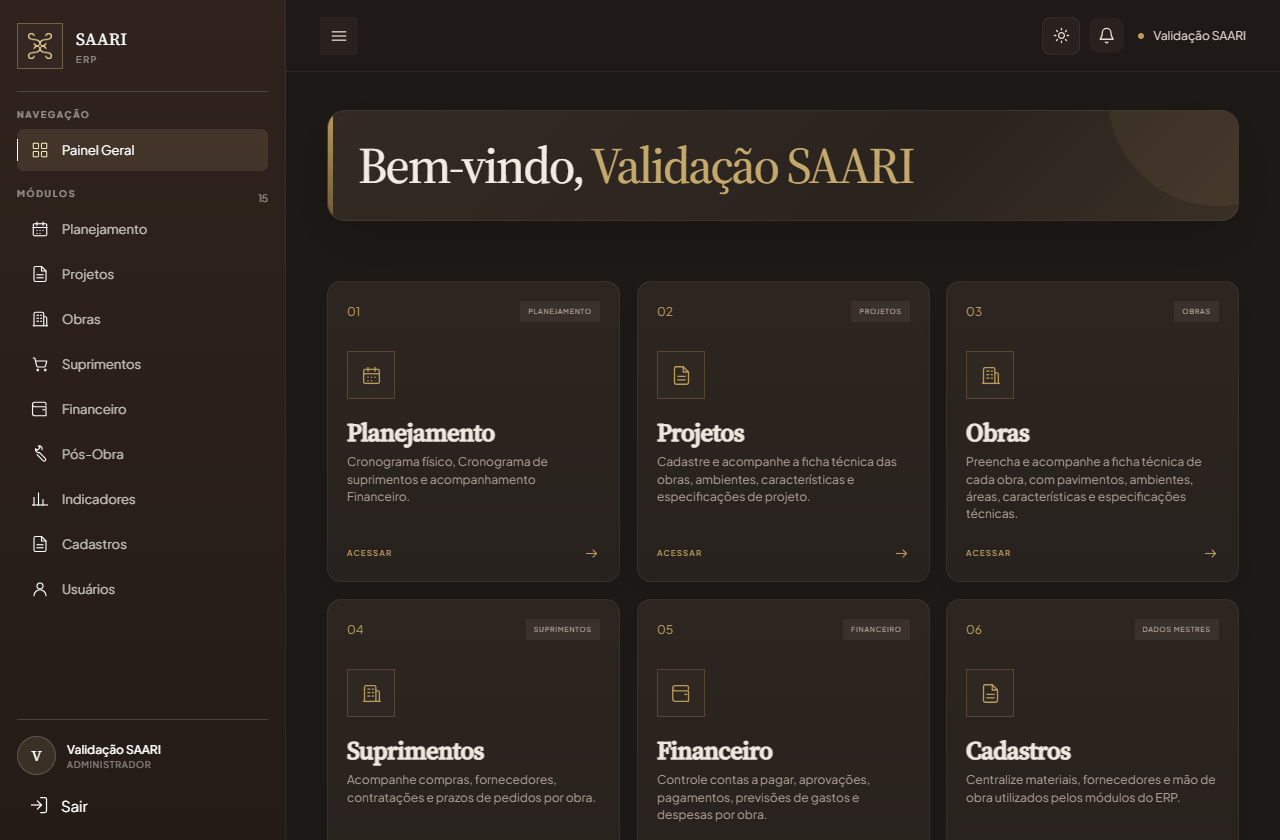 SAARI
ERP
NAVEGAÇÃO
Painel Geral
MÓDULOS
15
Planejamento
Projetos
Obras
Suprimentos
Financeiro
Pós-Obra
Indicadores
Cadastros
Usuários
V
Validação SAARI
ADMINISTRADOR
Sair
Validação SAARI
Bem-vindo, Validação SAARI
01
PLANEJAMENTO
Planejamento
Cronograma físico, Cronograma de
suprimentos e acompanhamento
Financeiro.
ACESSAR
02
PROJETOS
Projetos
Cadastre e acompanhe a ficha técnica das
obras, ambientes, características e
especificações de projeto.
ACESSAR
03
OBRAS
Obras
Preencha e acompanhe a ficha técnica de
cada obra, com pavimentos, ambientes,
áreas, características e especificações
técnicas.
ACESSAR
04
SUPRIMENTOS
Suprimentos
Acompanhe compras, fornecedores,
contratações e prazos de pedidos por obra.
05
FINANCEIRO
Financeiro
Controle contas a pagar, aprovações,
pagamentos, previsões de gastos e
despesas por obra.
06
DADOS MESTRES
Cadastros
Centralize materiais, fornecedores e mão de
obra utilizados pelos módulos do ERP.